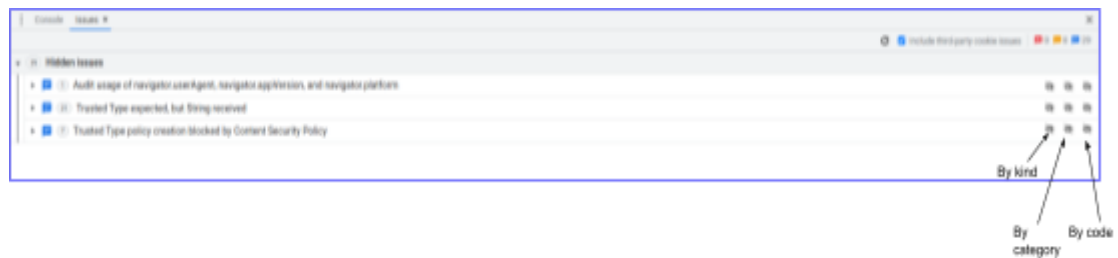 Console Issues ×
Include third-party cookie issues
Hidden issues
Audit usage of navigator.userAgent, navigator.appVersion, and navigator.platform
Trusted Type expected, but String received
Trusted Type policy creation blocked by Content Security Policy
By kind
By
category
By code